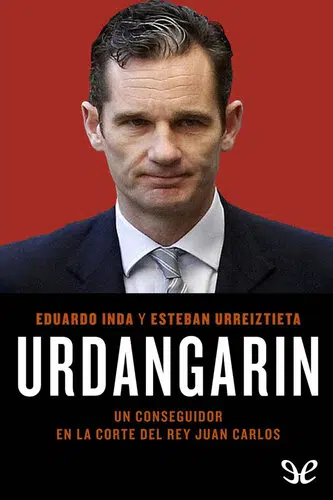 EDUARDO INDA Y ESTEBAN URREIZTIETA
URDANGARIN
UN CONSEGUIDOR
EN LA CORTE DEL REY JUAN CARLOS